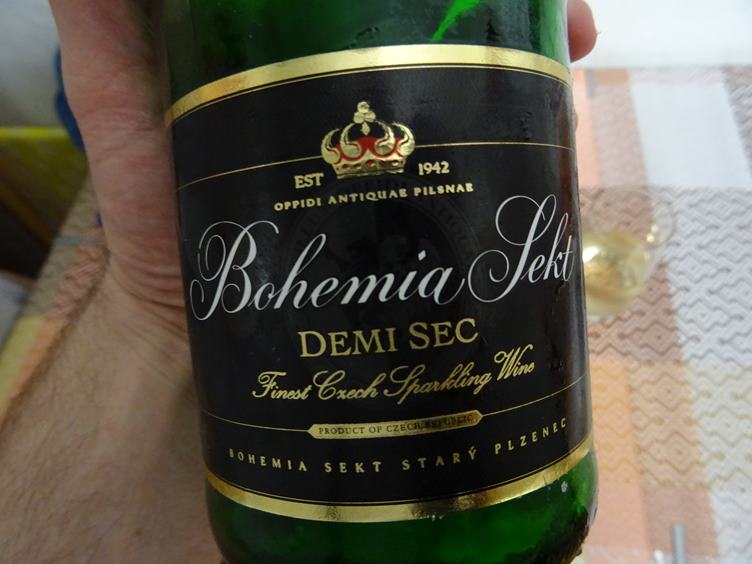 EST 1942
OPPIDI ANTIQUAE PILSNAE
Bohemia Sekt
DEMI SEC
Finest Czech Sparkling Wine
PRODUCT OF CZECH REPUBLIC
BOHEMIA SEKT STARÝ PLZENEC